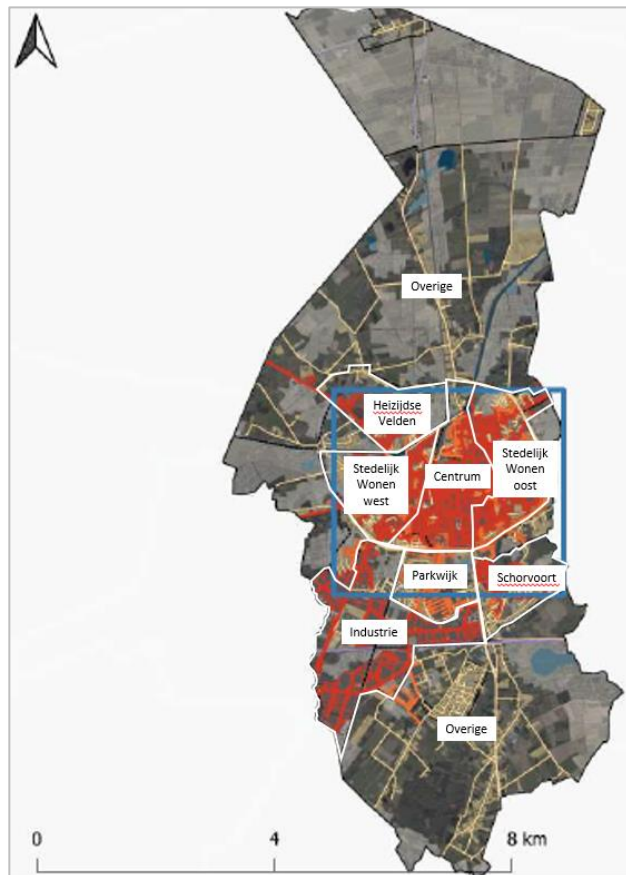 Overige
Heizijdse
Velden
Stedelijk
Wonen
west
Centrum
Stedelijk
Wonen
oost
Parkwijk
Schorvoort
Industrie
Overige
0
4
8 km